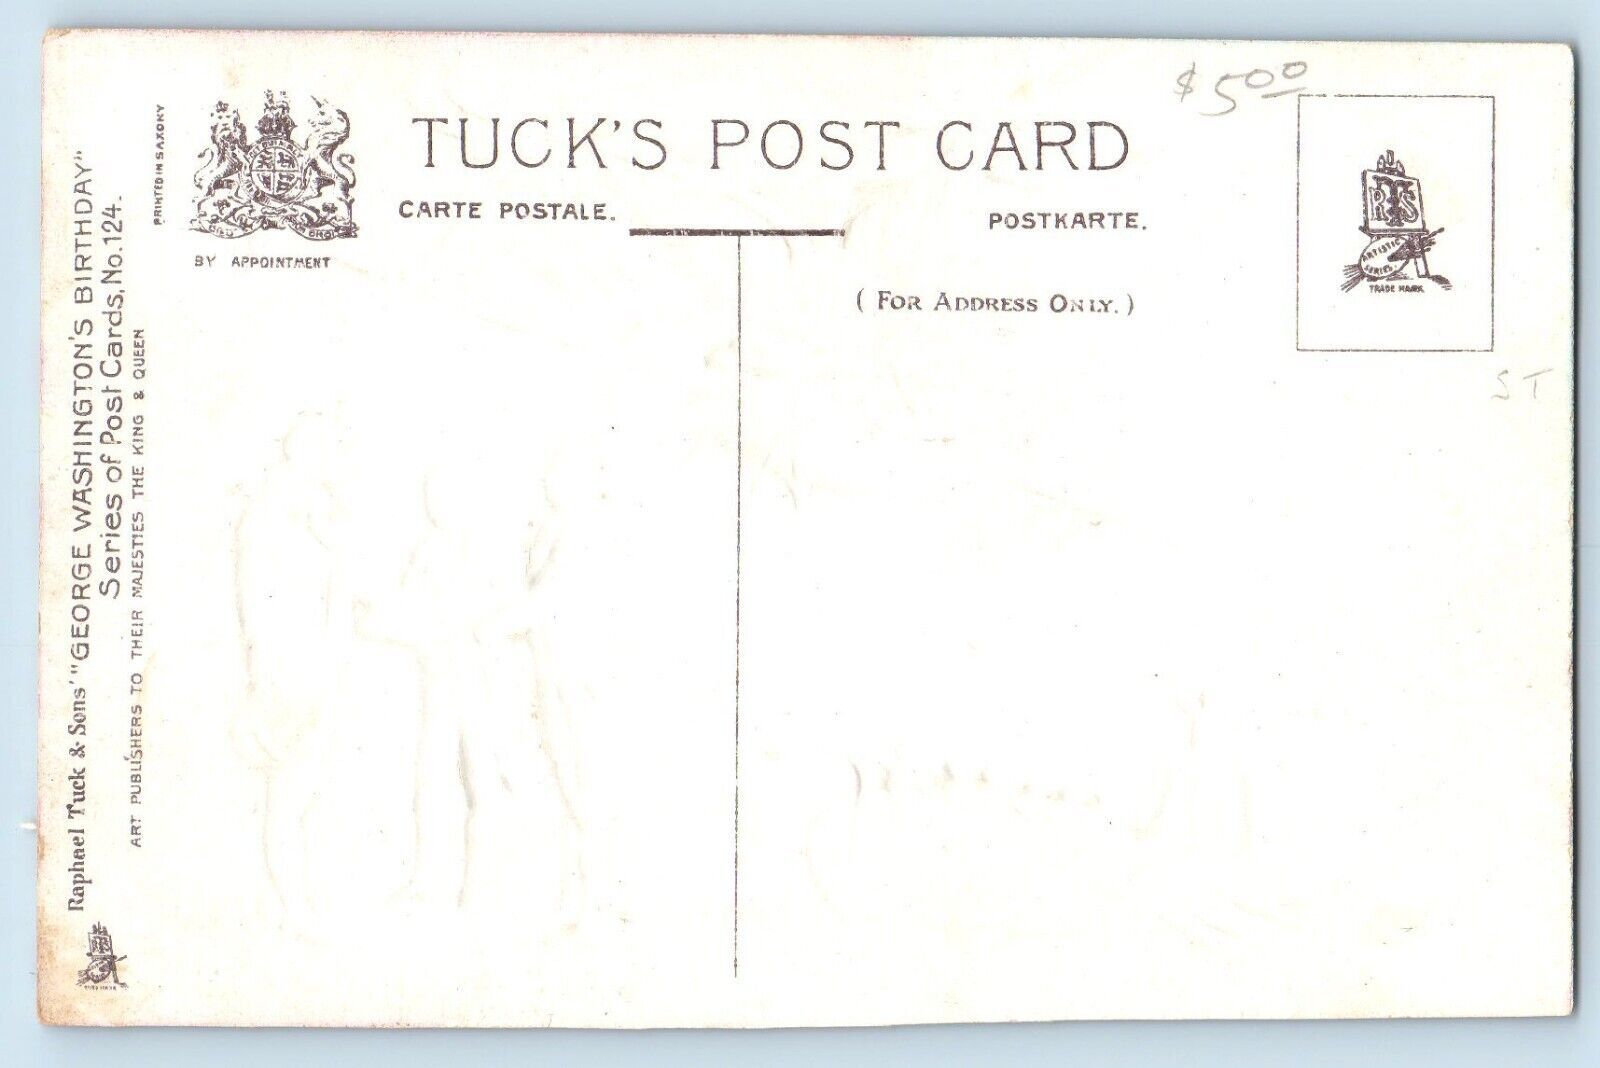 $ 5.00
TUCK'S POST CARD
CARTE POSTALE.
POSTKARTE.
BY APPOINTMENT
(FOR ADDRESS ONLY.)
R T S
ARTISTIC
SERIES.
TRADE MARK
S T
PRINTED IN SAXONY
Raphael Tuck & Sons' "GEORGE WASHINGTON'S BIRTHDAY"
Series of Post Cards, No. 124.
ART PUBLISHERS TO THEIR MAJESTIES THE KING & QUEEN